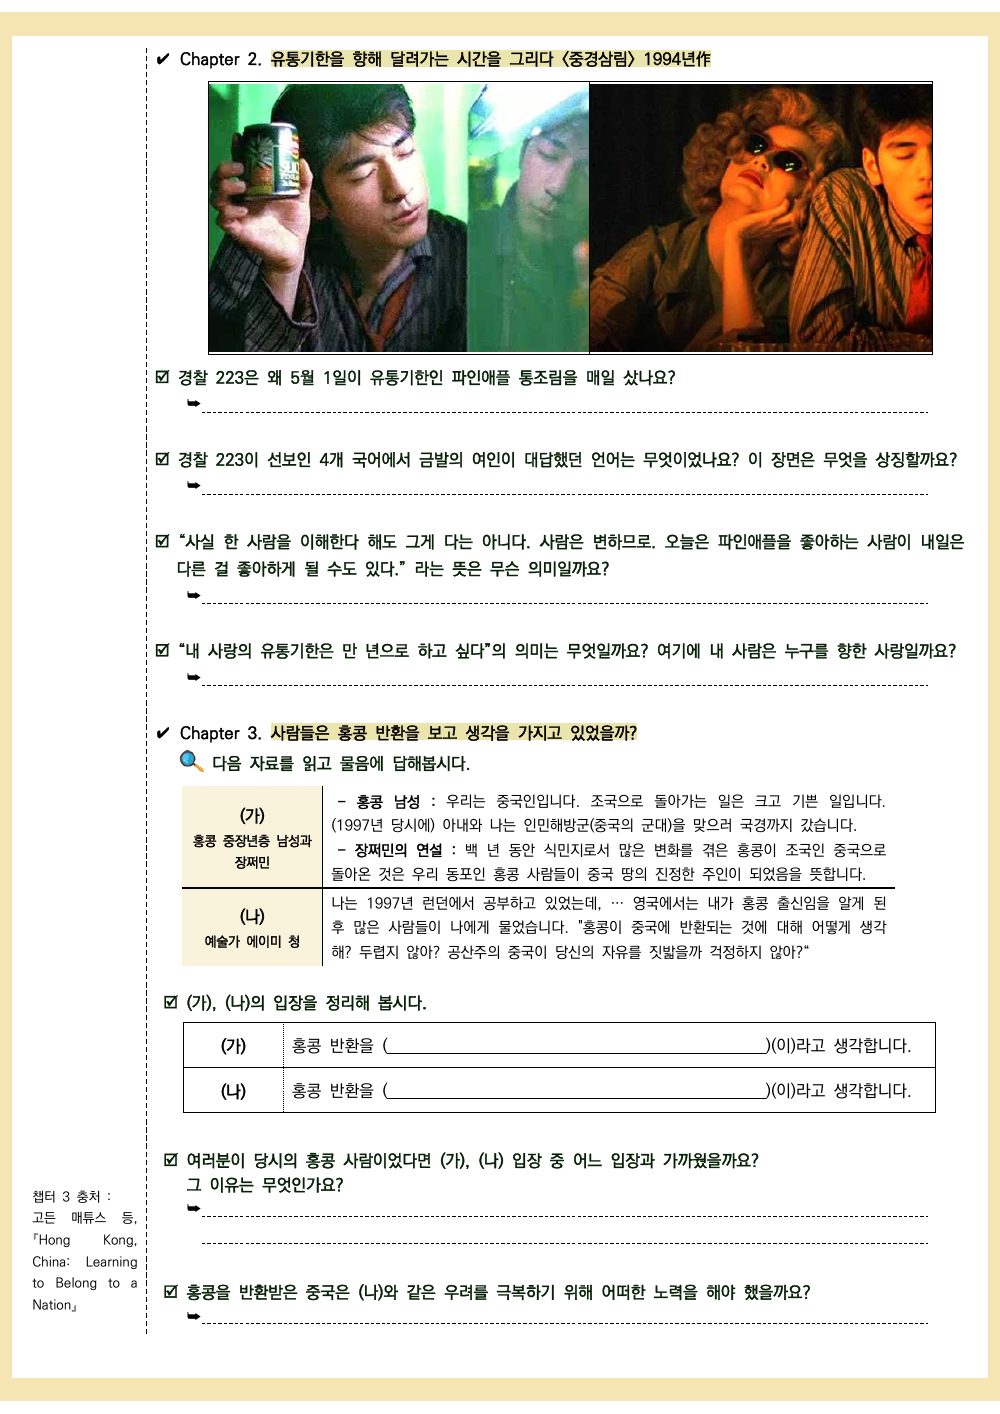 ✔ Chapter 2. 유통기한을 향해 달려가는 시간을 그리다 〈중경삼림〉 1994년作
☑ 경찰 223은 왜 5월 1일이 유통기한인 파인애플 통조림을 매일 샀나요?
➥
☑ 경찰 223이 선보인 4개 국어에서 금발의 여인이 대답했던 언어는 무엇이었나요? 이 장면은 무엇을 상징할까요?
➥
☑ “사실 한 사람을 이해한다 해도 그게 다는 아니다. 사람은 변하므로. 오늘은 파인애플을 좋아하는 사람이 내일은
다른 걸 좋아하게 될 수도 있다.” 라는 뜻은 무슨 의미일까요?
➥
☑ “내 사랑의 유통기한은 만 년으로 하고 싶다”의 의미는 무엇일까요? 여기에 내 사람은 누구를 향한 사랑일까요?
➥
✔ Chapter 3. 사람들은 홍콩 반환을 보고 생각을 가지고 있었을까?
다음 자료를 읽고 물음에 답해봅시다.
(가)
홍콩 중장년층 남성과
장쩌민
- 홍콩 남성 : 우리는 중국인입니다. 조국으로 돌아가는 일은 크고 기쁜 일입니다.
(1997년 당시에) 아내와 나는 인민해방군(중국의 군대)을 맞으러 국경까지 갔습니다.
- 장쩌민의 연설 : 백 년 동안 식민지로서 많은 변화를 겪은 홍콩이 조국인 중국으로
돌아온 것은 우리 동포인 홍콩 사람들이 중국 땅의 진정한 주인이 되었음을 뜻합니다.
(나)
예술가 에이미 청
나는 1997년 런던에서 공부하고 있었는데, … 영국에서는 내가 홍콩 출신임을 알게 된
후 많은 사람들이 나에게 물었습니다. "홍콩이 중국에 반환되는 것에 대해 어떻게 생각
해? 두렵지 않아? 공산주의 중국이 당신의 자유를 짓밟을까 걱정하지 않아?“
☑ (가), (나)의 입장을 정리해 봅시다.
(가) 홍콩 반환을 (____________________)(이)라고 생각합니다.
(나) 홍콩 반환을 (____________________)(이)라고 생각합니다.
☑ 여러분이 당시의 홍콩 사람이었다면 (가), (나) 입장 중 어느 입장과 가까웠을까요?
그 이유는 무엇인가요?
➥
☑ 홍콩을 반환받은 중국은 (나)와 같은 우려를 극복하기 위해 어떠한 노력을 해야 했을까요?
➥
챕터 3 출처 :
고든 매튜스 등,
『Hong Kong,
China: Learning
to Belong to a
Nation』